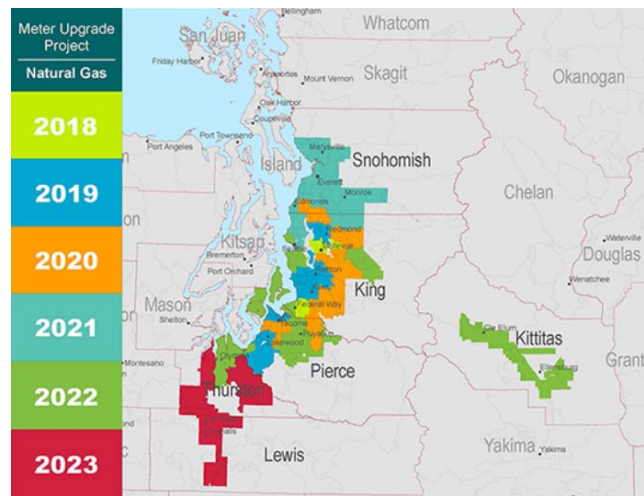 Meter Upgrade
Project
Natural Gas
2018
2019
2020
2021
2022
2023
Bellingham
Whatcom
San Juan
Friday Harbor
Anacortes
Mount Vernon
Skagit
Okanogan
Oak Harbor
Coupeville
Port Townsend
Port Angeles
Island
Marysville
Snohomish
Everett
Monroe
Edmonds
Chelan
Redmond
Bellevue
Kitsap
Bremerton
Port Orchard
Waterville
Douglas
Wenatchee
Renton
King
Mason
Shelton
Federal Way
Tacoma
Puyallup
Lakewood
Cle Elum
Kittitas
Ellensburg
Grant
Montesano
Olympia
Pierce
Thurston
Lewis
Yakima
Yakima